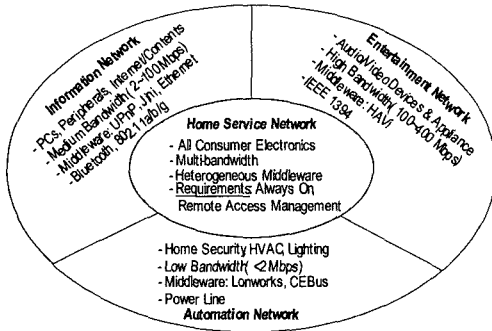 Information Network
- PCs, Peripherals, Internet/Contents
- Medium Bandwidth( 2~100Mbps)
- Middleware: UPnP, Jini, Ethernet
- Bluetooth, 802.11a/b/g
Entertainment Network
- Audio/Video Devices & Appliance
- High Bandwidth( 100~400 Mbps)
- Middleware: HAVi
- IEEE 1394
Home Service Network
- All Consumer Electronics
- Multi-bandwidth
- Heterogeneous Middleware
- Requirements: Always On
Remote Access Management
- Home Security HVAC, Lighting
- Low Bandwidth( <2Mbps)
- Middleware: Lonworks, CEBus
- Power Line
Automation Network